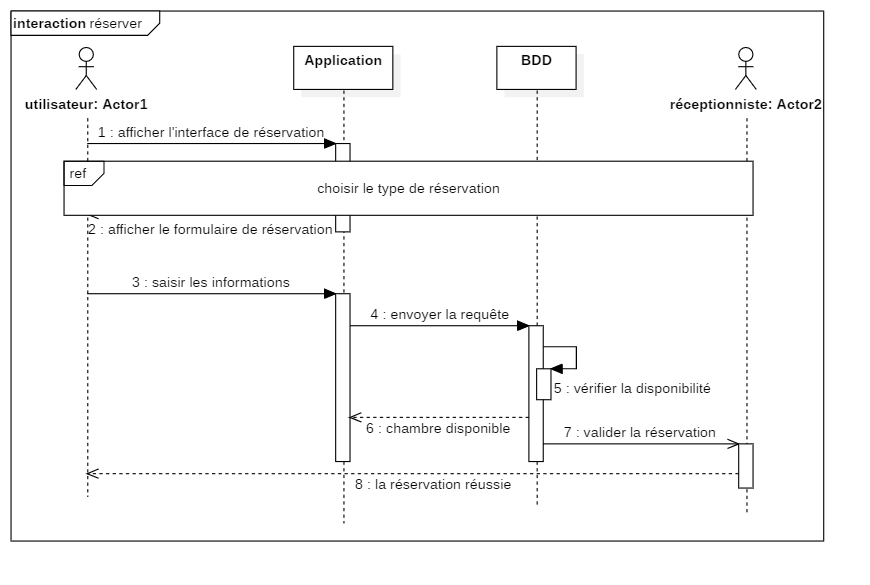 interaction réserver
Application
BDD
utilisateur: Actor1
réceptionniste: Actor2
1 : afficher l'interface de réservation
ref
choisir le type de réservation
2 : afficher le formulaire de réservation
3 : saisir les informations
4 : envoyer la requête
5 : vérifier la disponibilité
6 : chambre disponible
7 : valider la réservation
8 : la réservation réussie